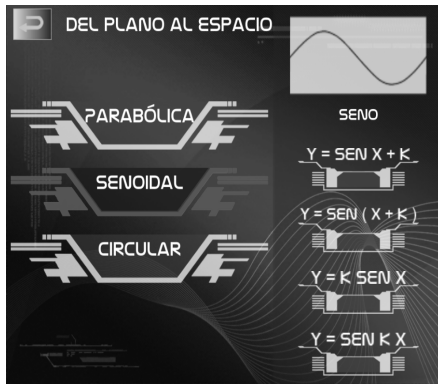 DEL PLANO AL ESPACIO
PARABÓLICA
SENOIDAL
CIRCULAR
SENO
Y = SEN X + K
Y = SEN ( X + K )
Y = K SEN X
Y = SEN K X